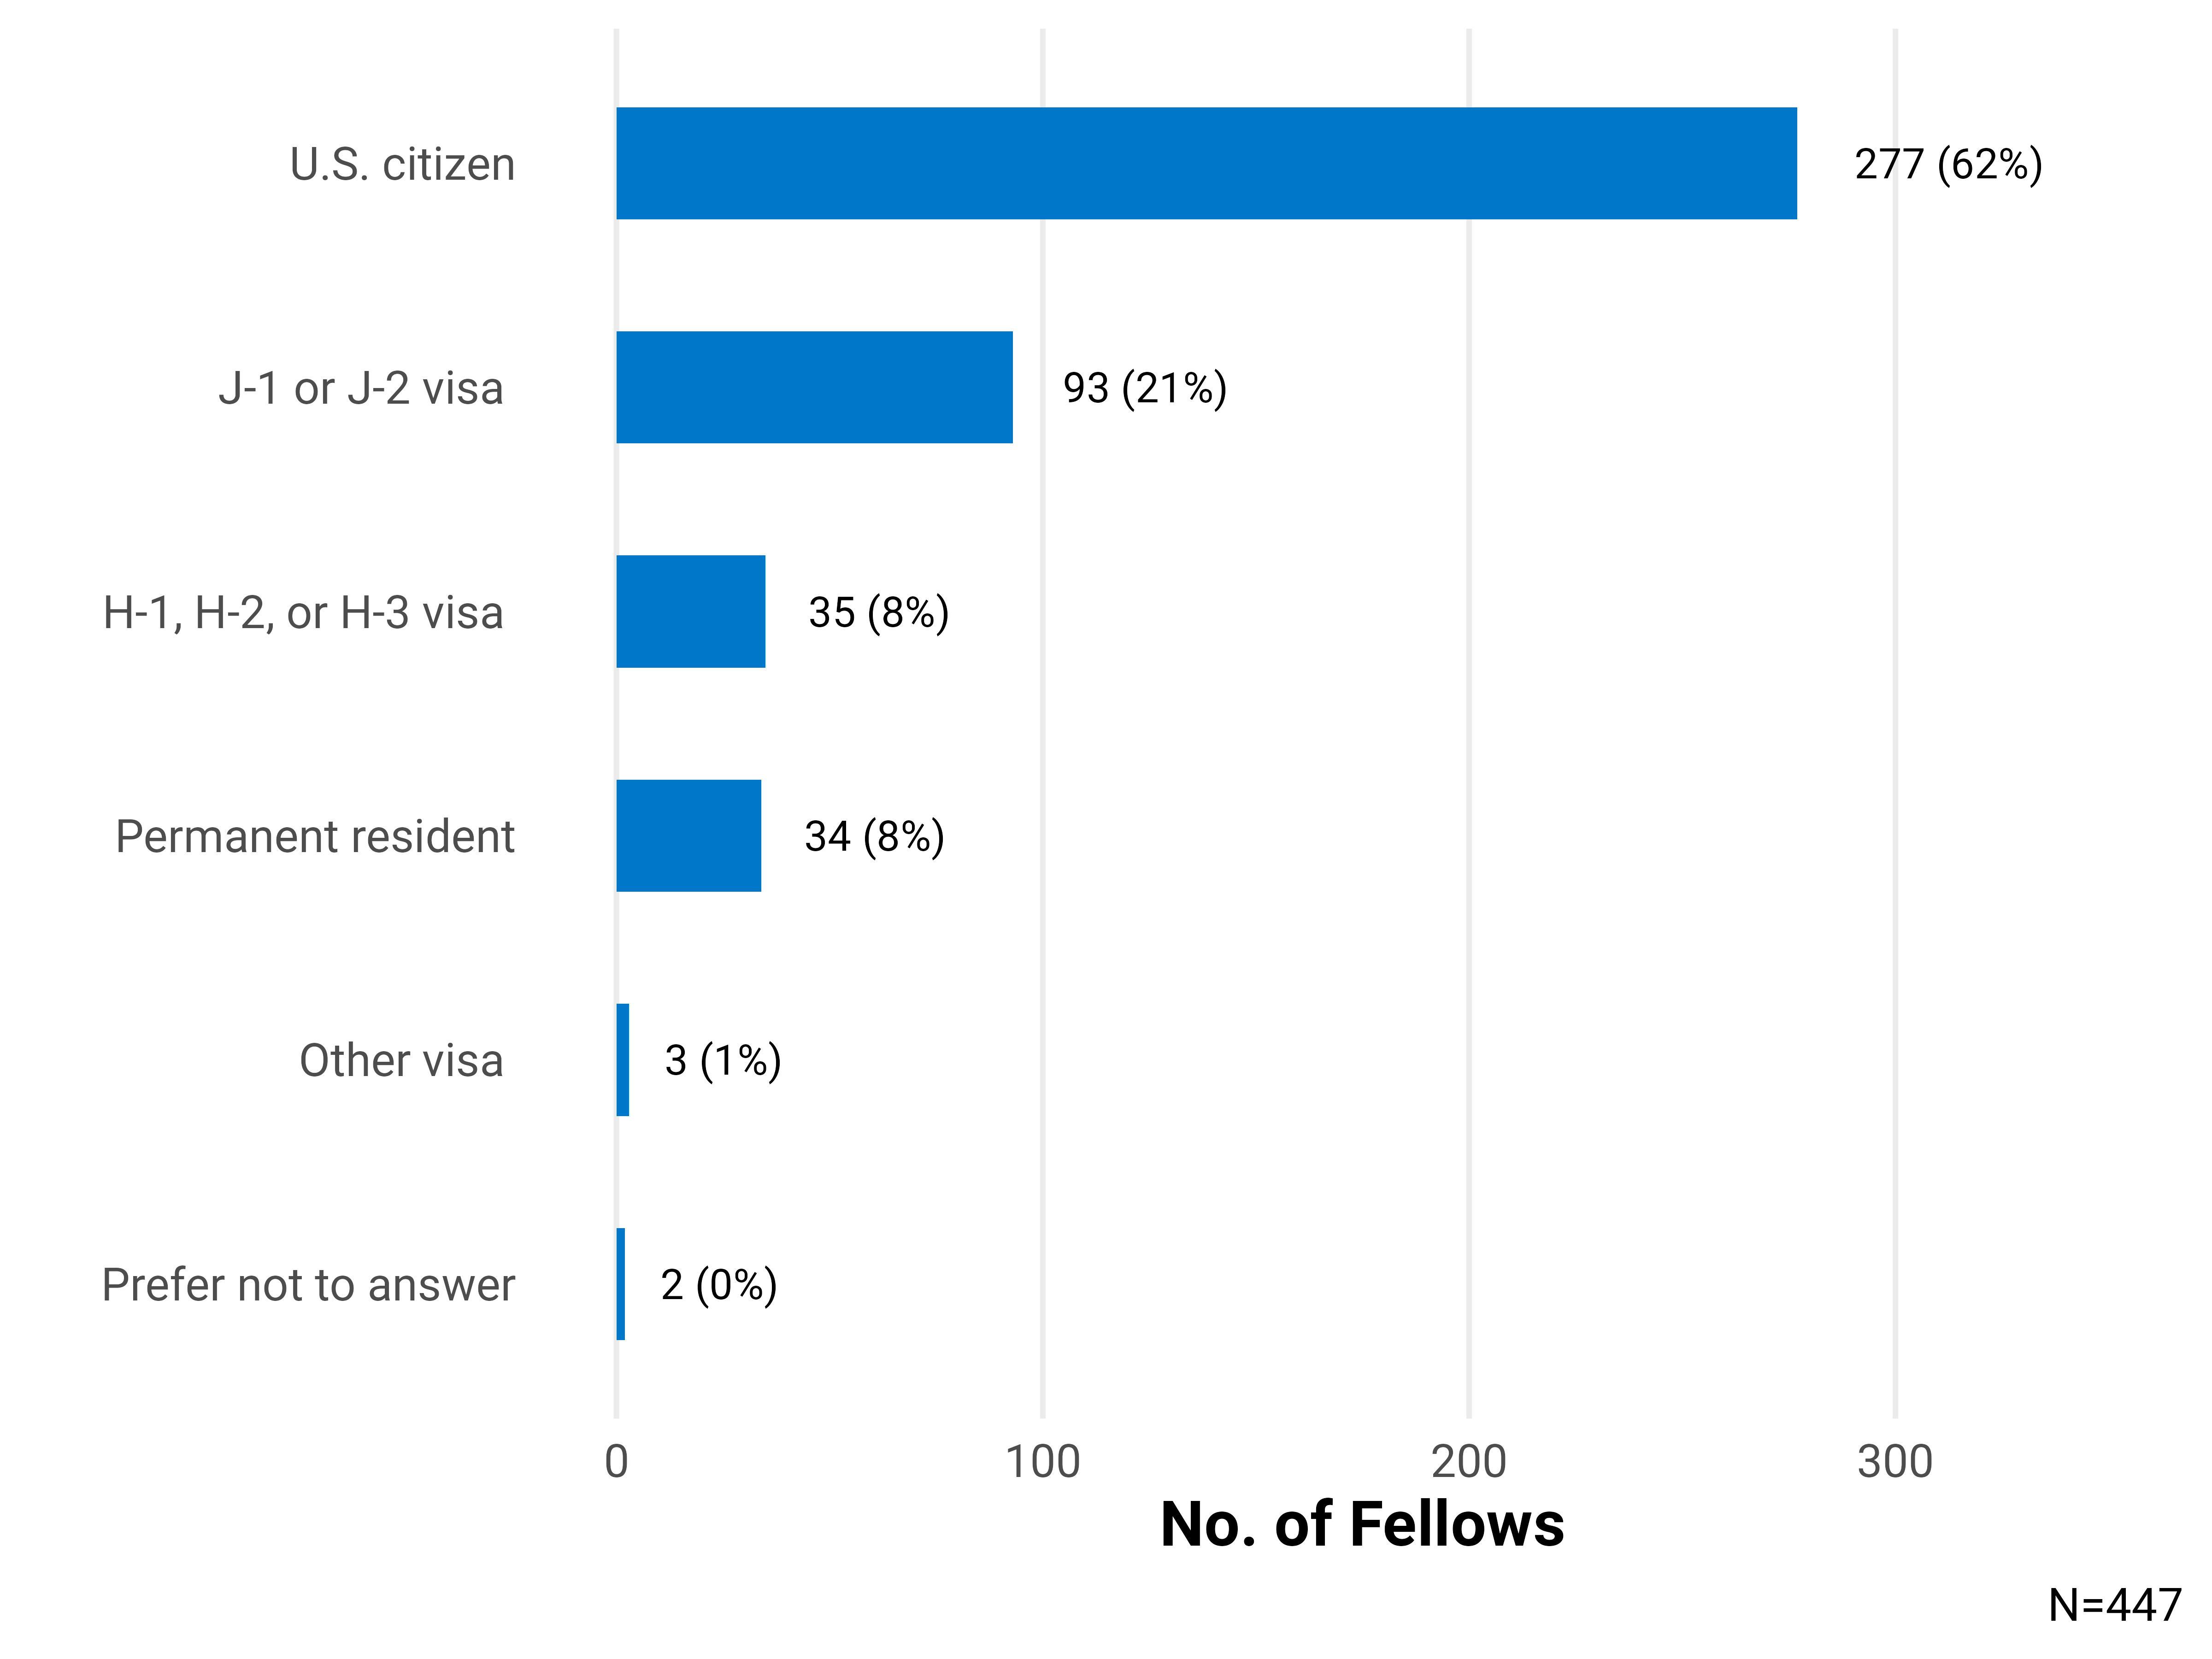 U.S. citizen 277 (62%)
J-1 or J-2 visa 93 (21%)
H-1, H-2, or H-3 visa 35 (8%)
Permanent resident 34 (8%)
Other visa 3 (1%)
Prefer not to answer 2 (0%)
0 100 200 300
No. of Fellows
N=447